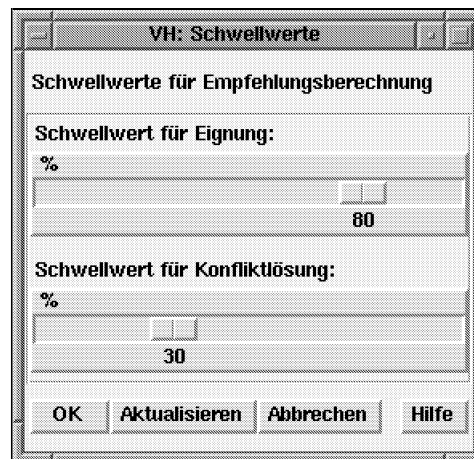 VH: Schwellwerte
Schwellwerte für Empfehlungsberechnung
Schwellwert für Eignung:
%
80
Schwellwert für Konfliktlösung:
%
30
OK Aktualisieren Abbrechen Hilfe